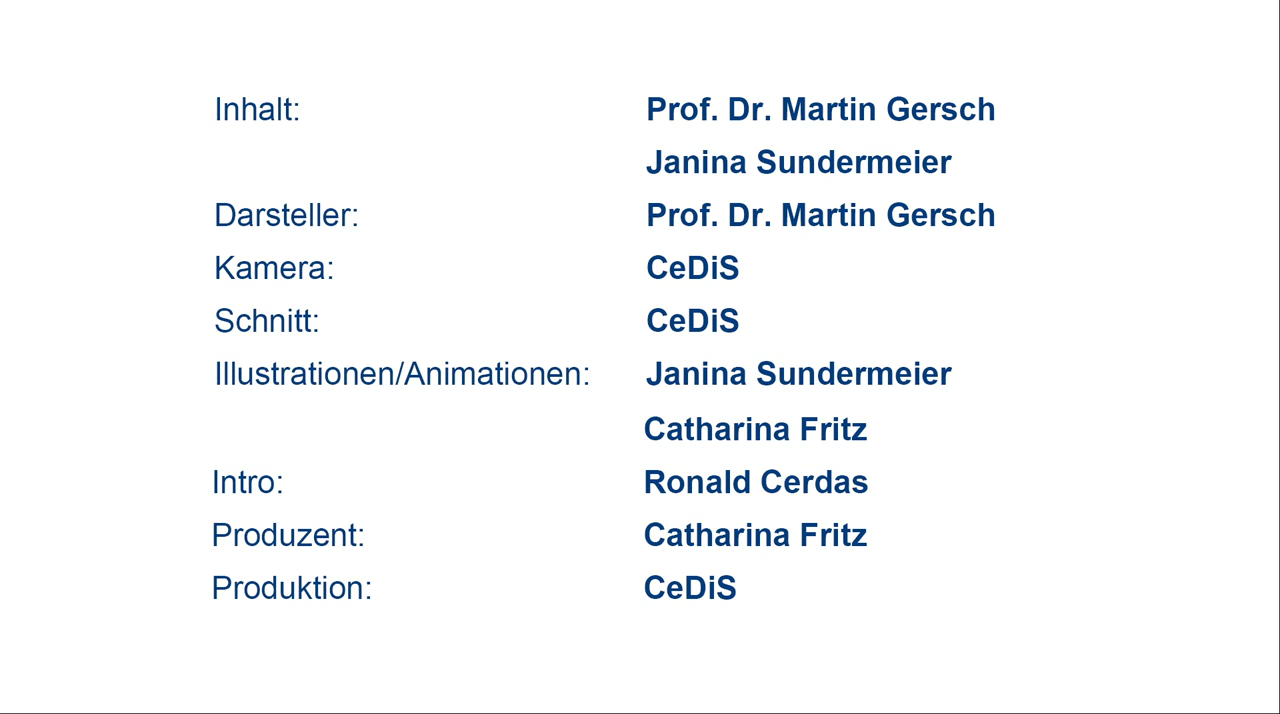 Inhalt: Prof. Dr. Martin Gersch
Janina Sundermeier
Darsteller: Prof. Dr. Martin Gersch
Kamera: CeDiS
Schnitt: CeDiS
Illustrationen/Animationen: Janina Sundermeier
Catharina Fritz
Intro: Ronald Cerdas
Produzent: Catharina Fritz
Produktion: CeDiS